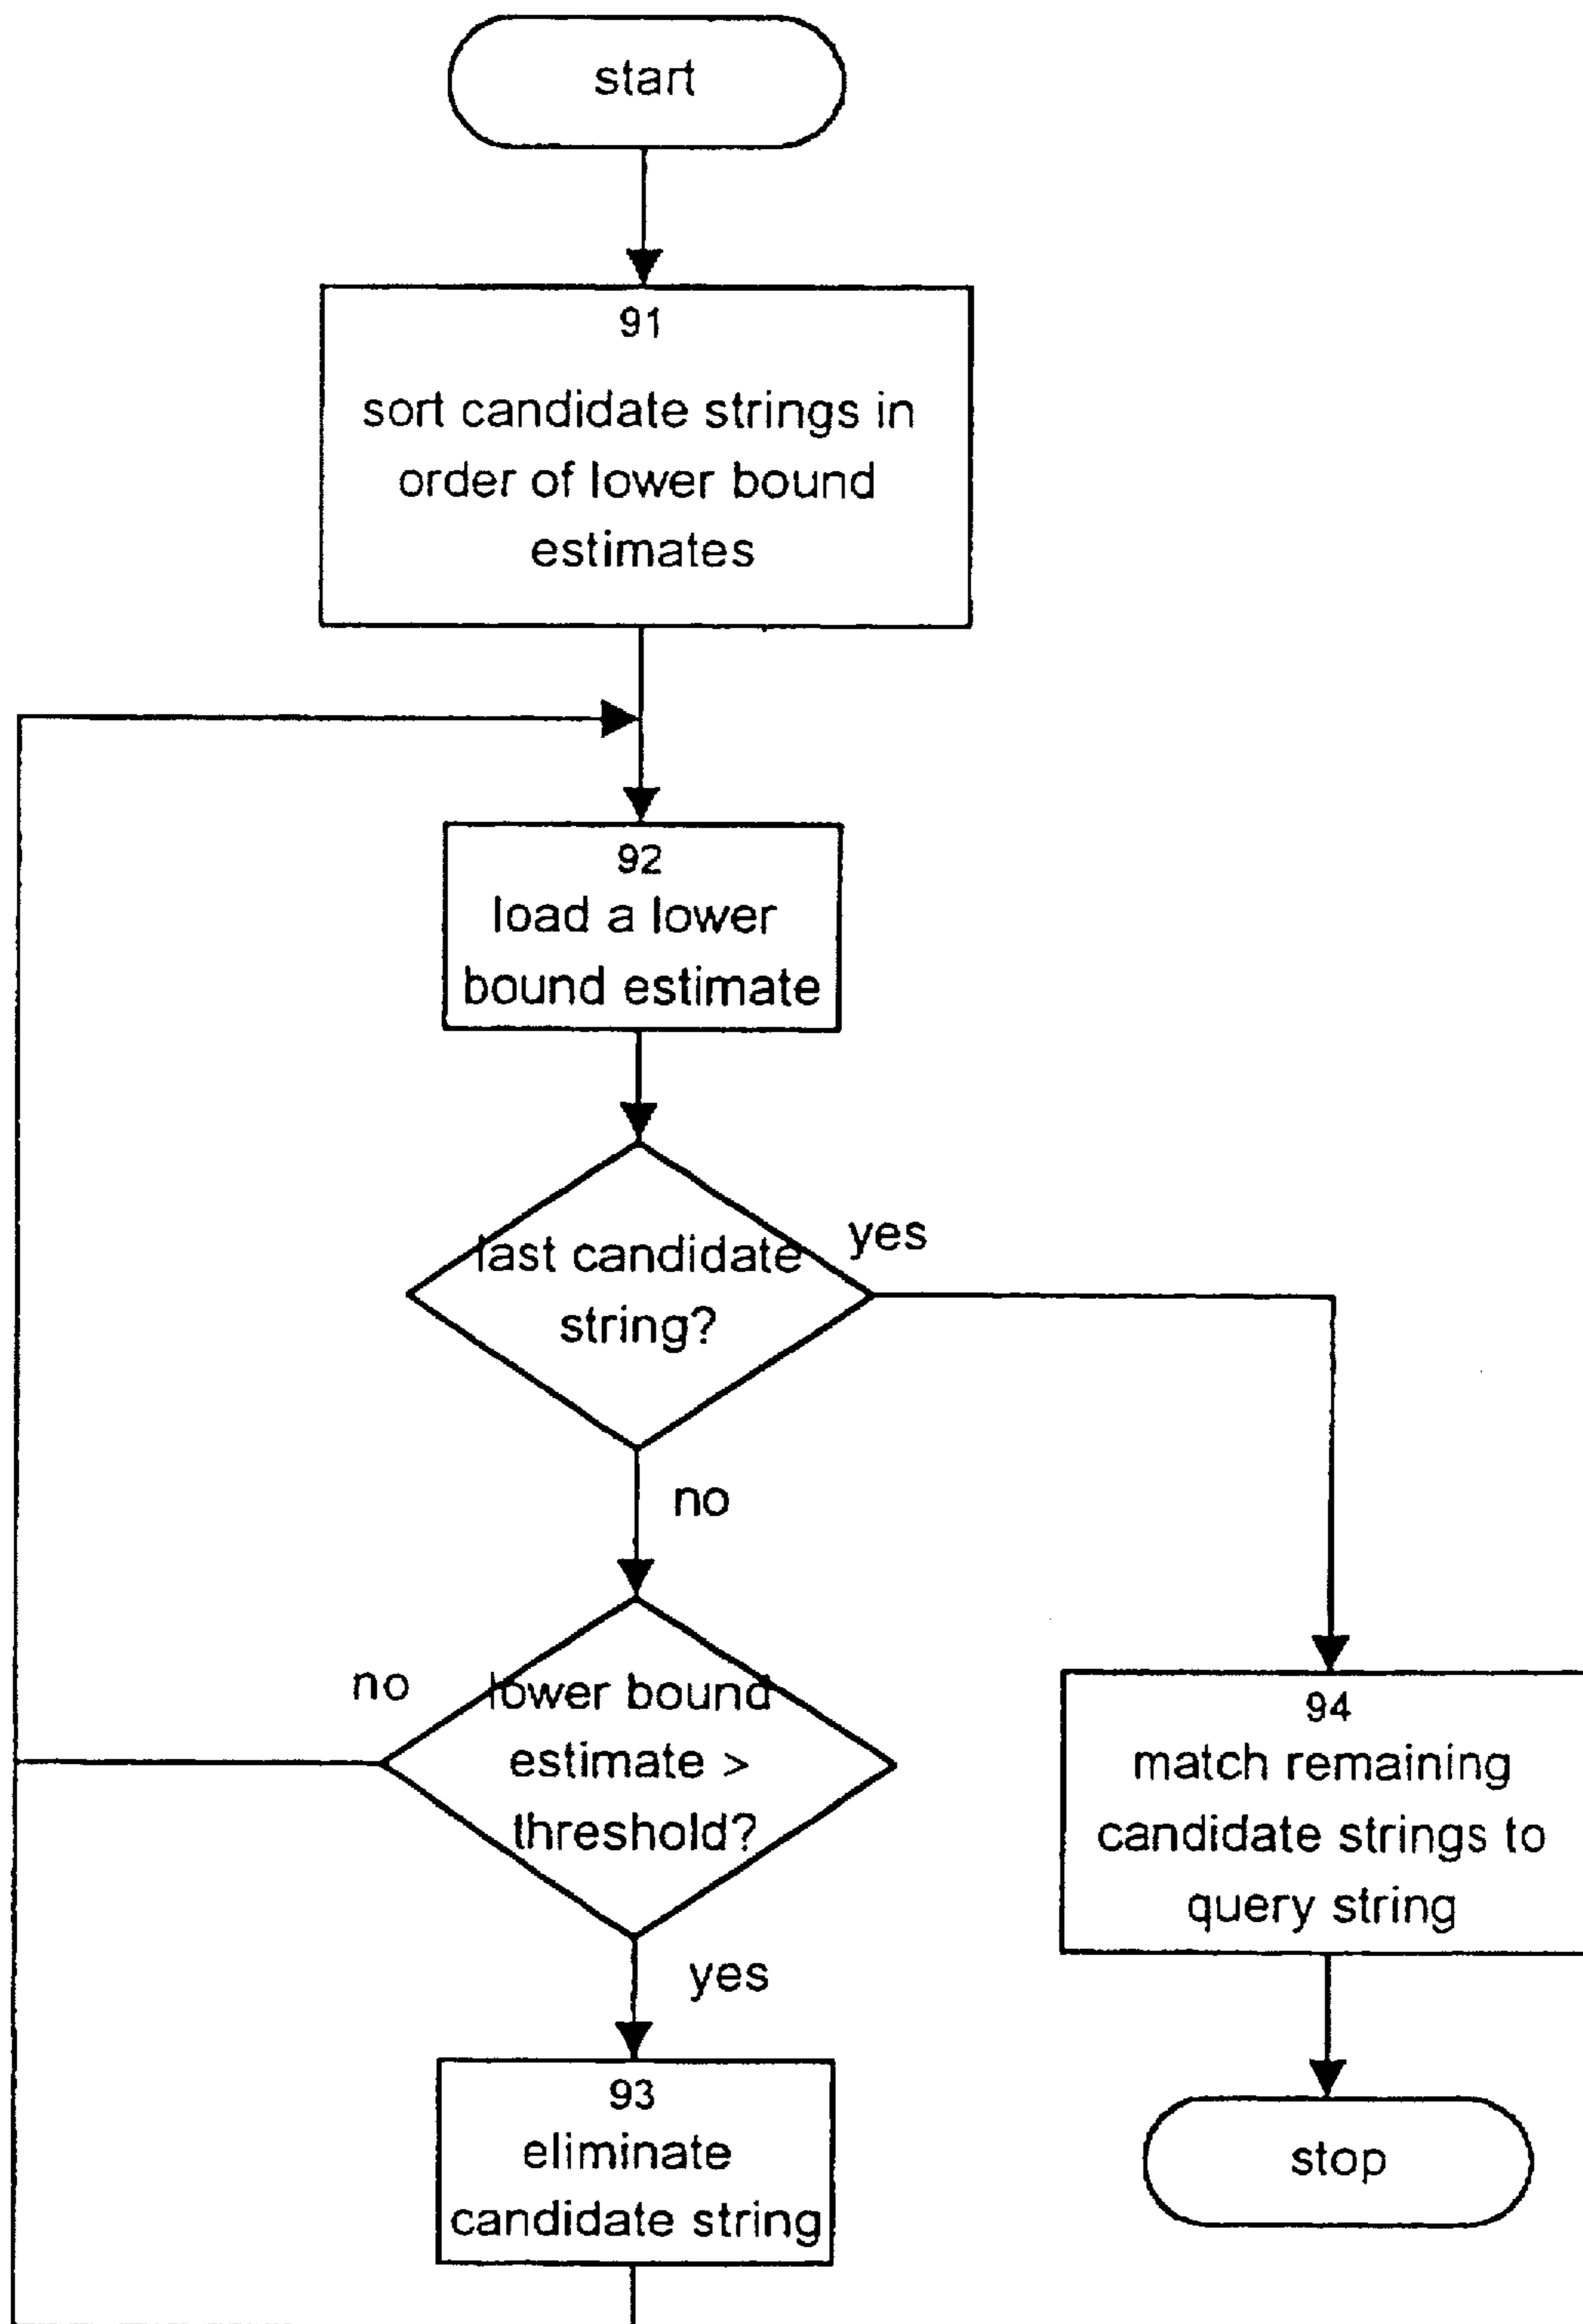 start
91
sort candidate strings in
order of lower bound
estimates
92
load a lower
bound estimate
last candidate
string?
yes
no
lower bound
estimate >
threshold?
no
yes
93
eliminate
candidate string
94
match remaining
candidate strings to
query string
stop